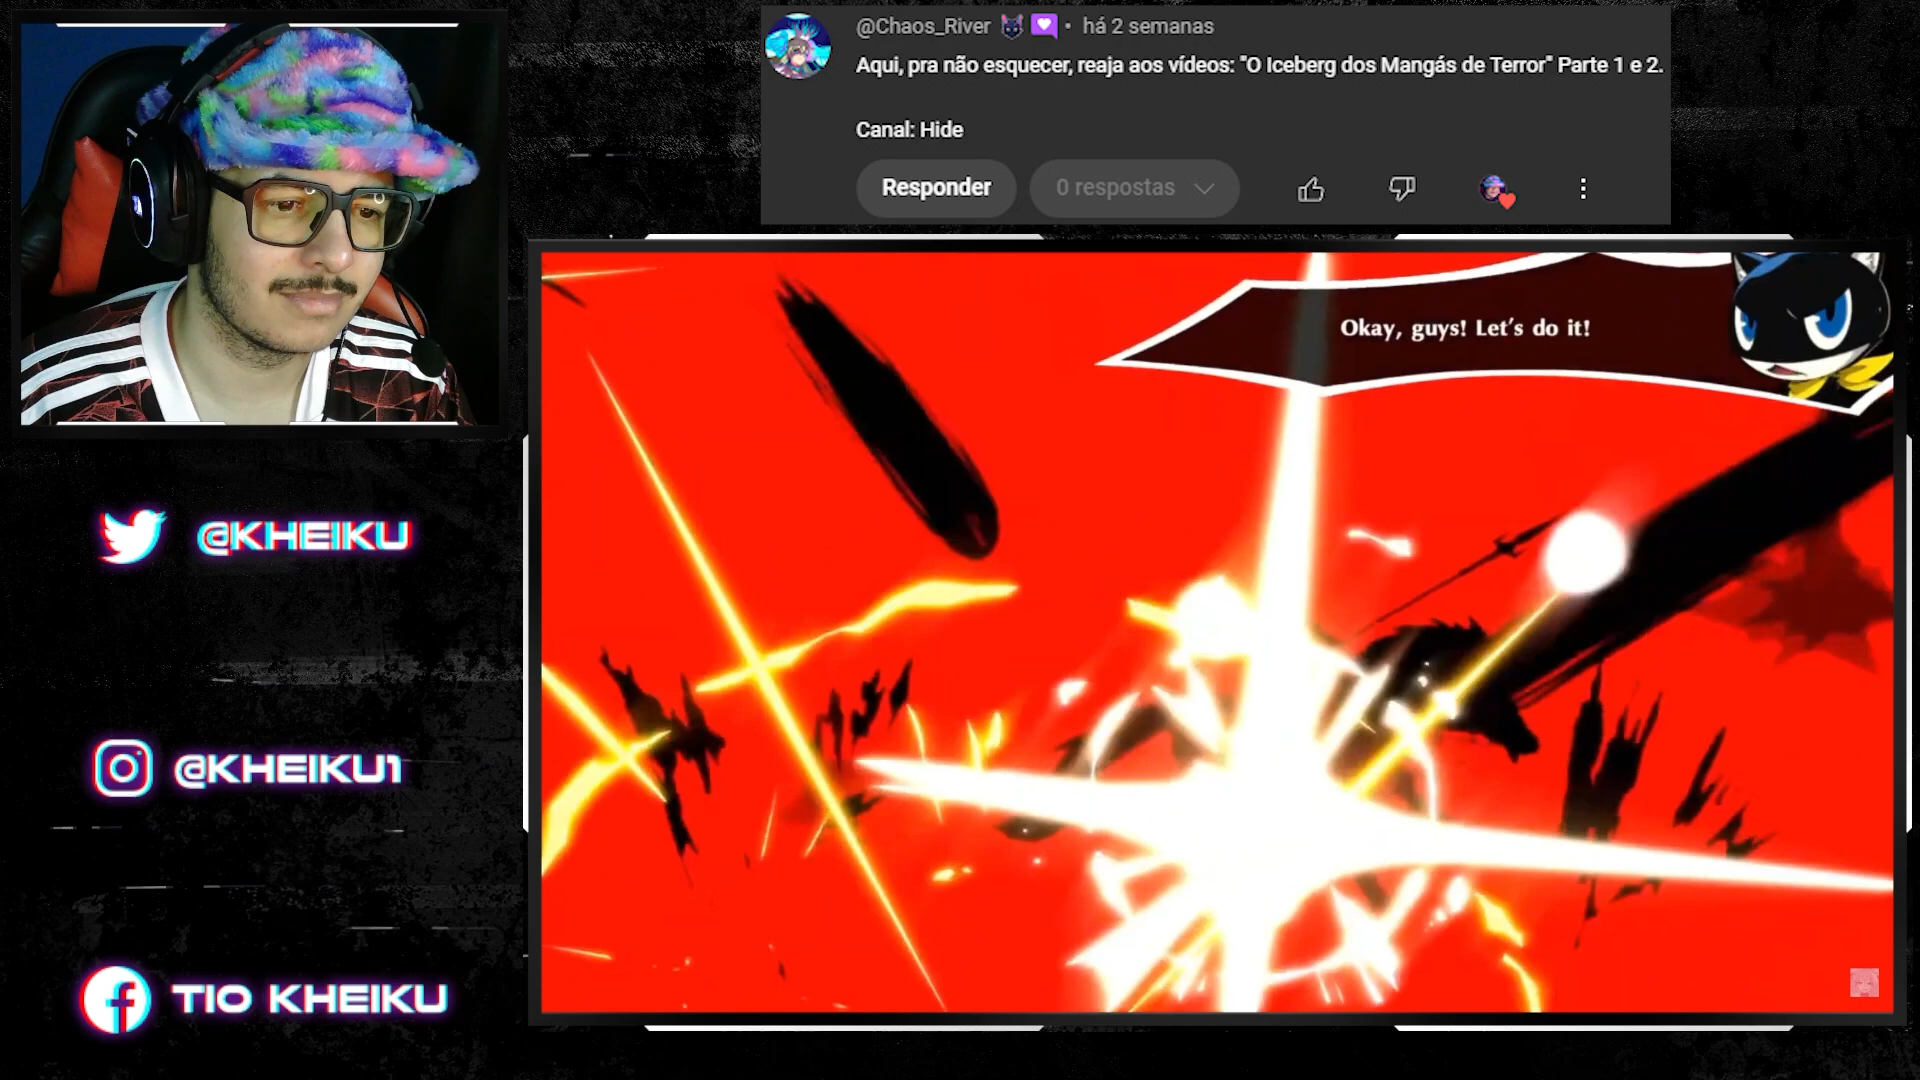 @Chaos_River • há 2 semanas
Aqui, pra não esquecer, reaja aos vídeos: "O Iceberg dos Mangás de Terror" Parte 1 e 2.
Canal: Hide
Responder 0 respostas
Okay, guys! Let's do it!
@KHEIKU
@KHEIKU1
TIO KHEIKU